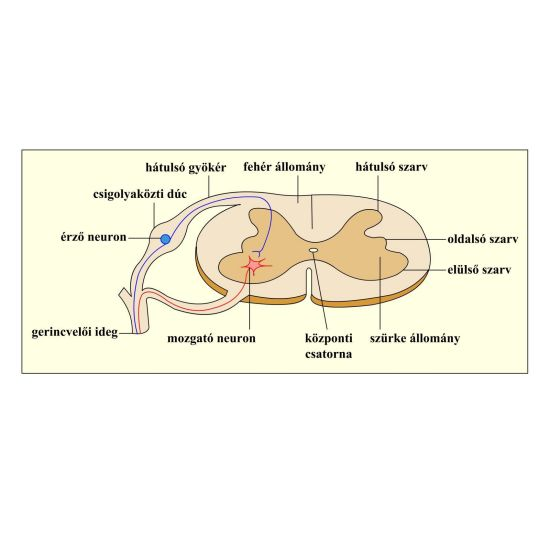 hátulsó gyökér
fehér állomány
hátulsó szarv
csigolyaközti dúc
érző neuron
oldalsó szarv
elülső szarv
gerincvelői ideg
mozgató neuron
központi
csatorna
szürke állomány